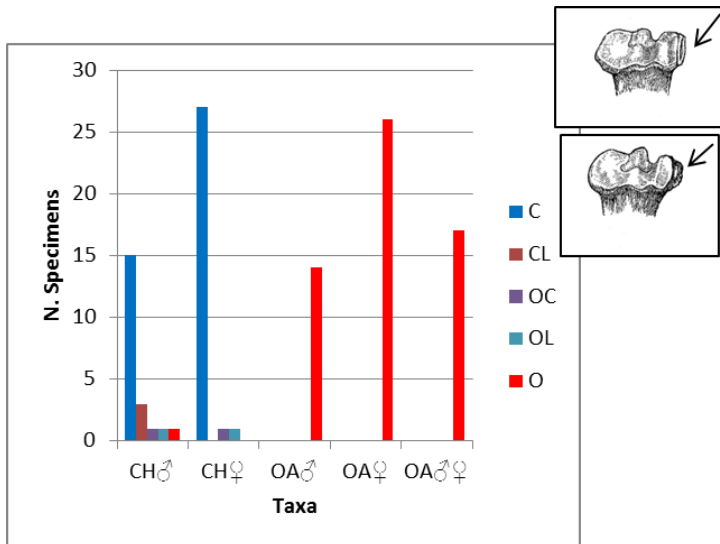 30
25
20
15
10
5
0
N. Specimens
CH♂ CH♀ OA♂ OA♀ OA♂♀
Taxa
C
CL
OC
OL
O